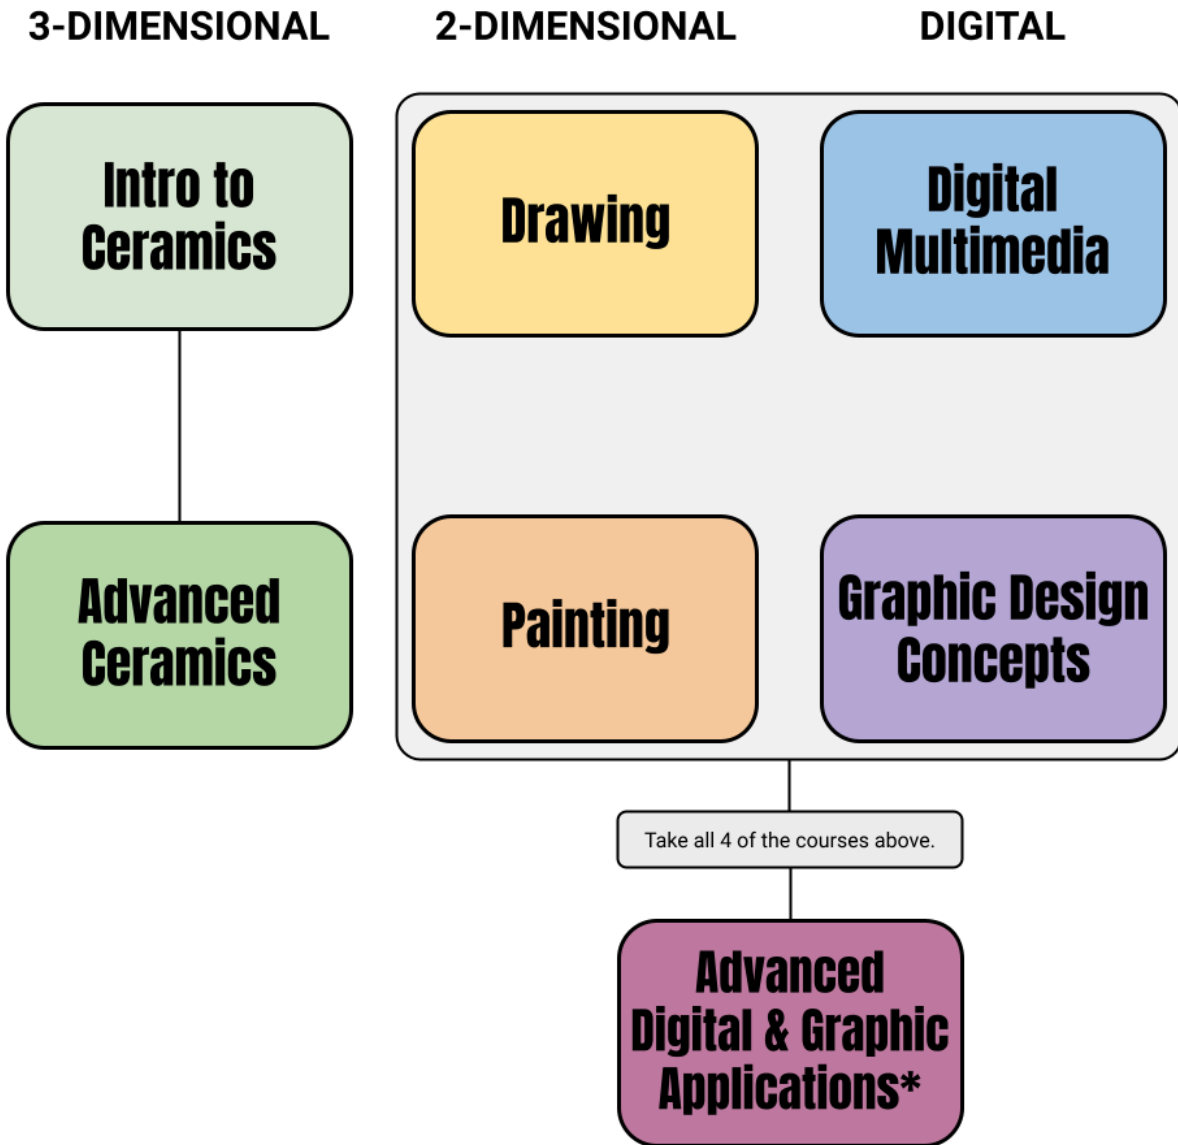 3-DIMENSIONAL
2-DIMENSIONAL
DIGITAL
Intro to
Ceramics
Drawing
Digital
Multimedia
Advanced
Ceramics
Painting
Graphic Design
Concepts
Take all 4 of the courses above.
Advanced
Digital & Graphic
Applications*